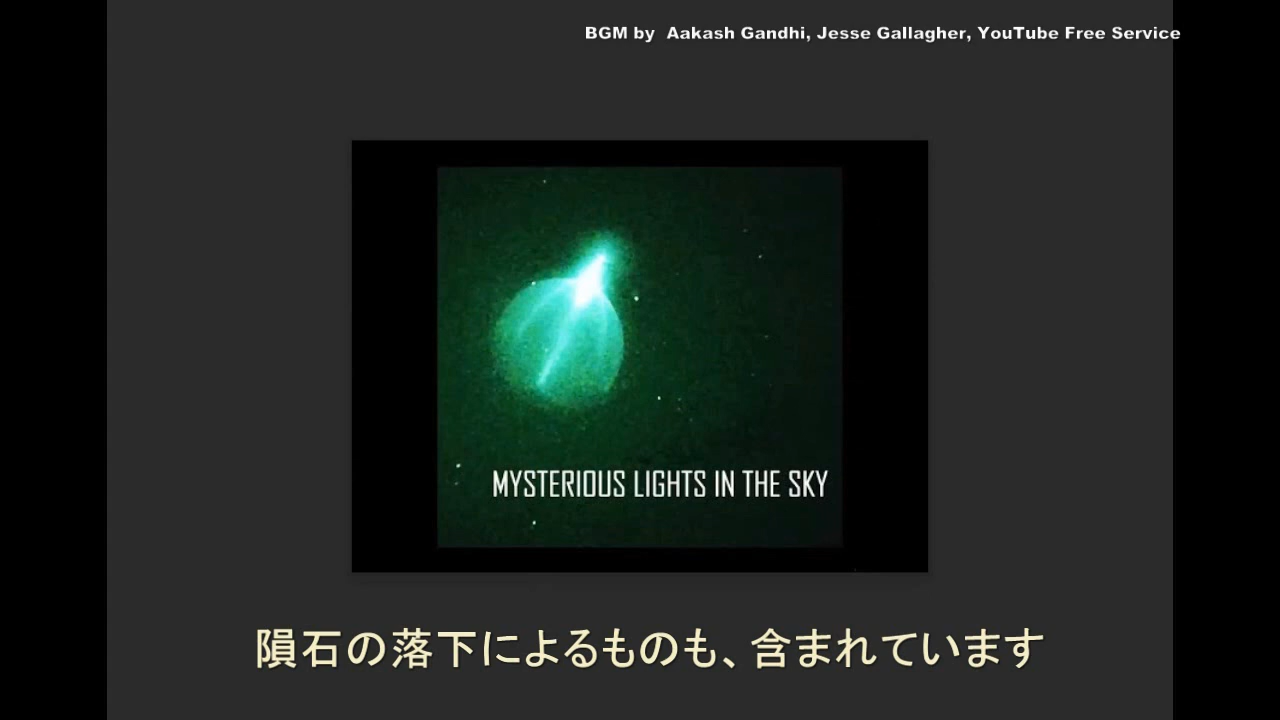 BGM by  Aakash Gandhi, Jesse Gallagher, YouTube Free Service
MYSTERIOUS LIGHTS IN THE SKY
隕石の落下によるものも、含まれています